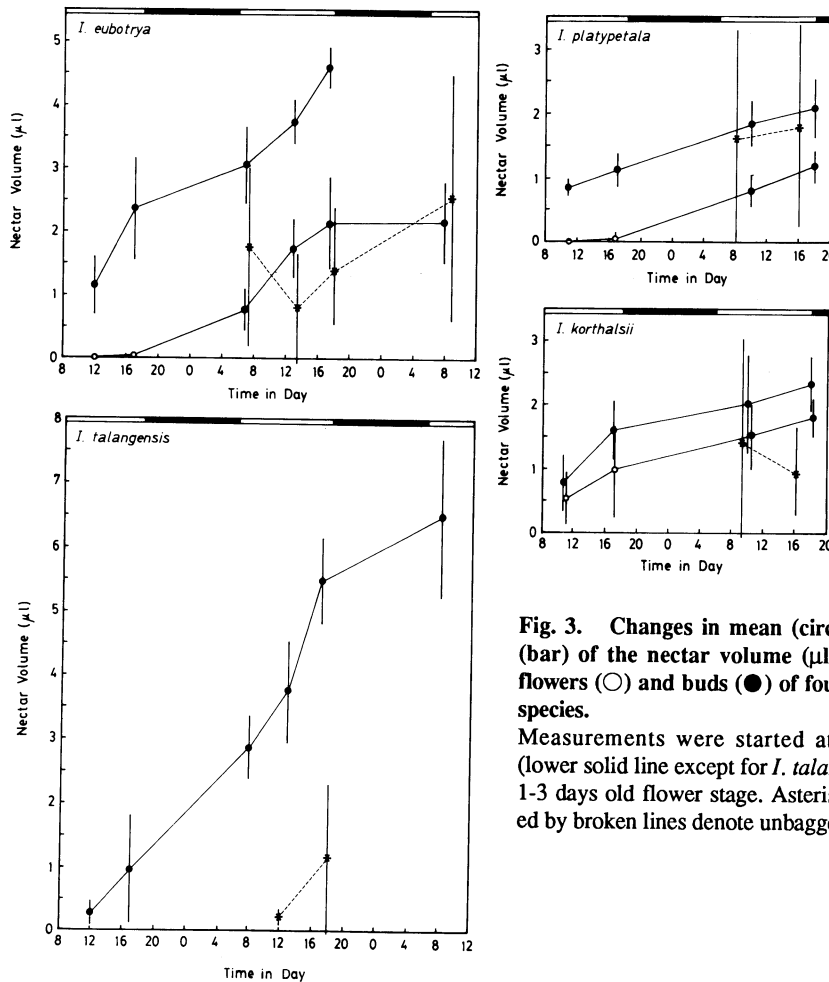 I. eubotrya
5
4
3
2
1
0
Nectar Volume (μl)
8 12 16 20 0 4 8 12 16 20 0 4 8 12
Time in Day
I. platypetala
3
2
1
0
Nectar Volume (μl)
8 12 16 20 0 4 8 12 16 20
Time in Day
I. korthalsii
3
2
1
0
Nectar Volume (μl)
8 12 16 20 0 4 8 12 16 20
Time in Day
I. talangensis
8
7
6
5
4
3
2
1
0
Nectar Volume (μl)
8 12 16 20 0 4 8 12 16 20 0 4 8 12
Time in Day
Fig. 3. Changes in mean (circ
(bar) of the nectar volume (μl
flowers (○) and buds (●) of fou
species.
Measurements were started at
(lower solid line except for I. tala
1-3 days old flower stage. Asteris
ed by broken lines denote unbagge